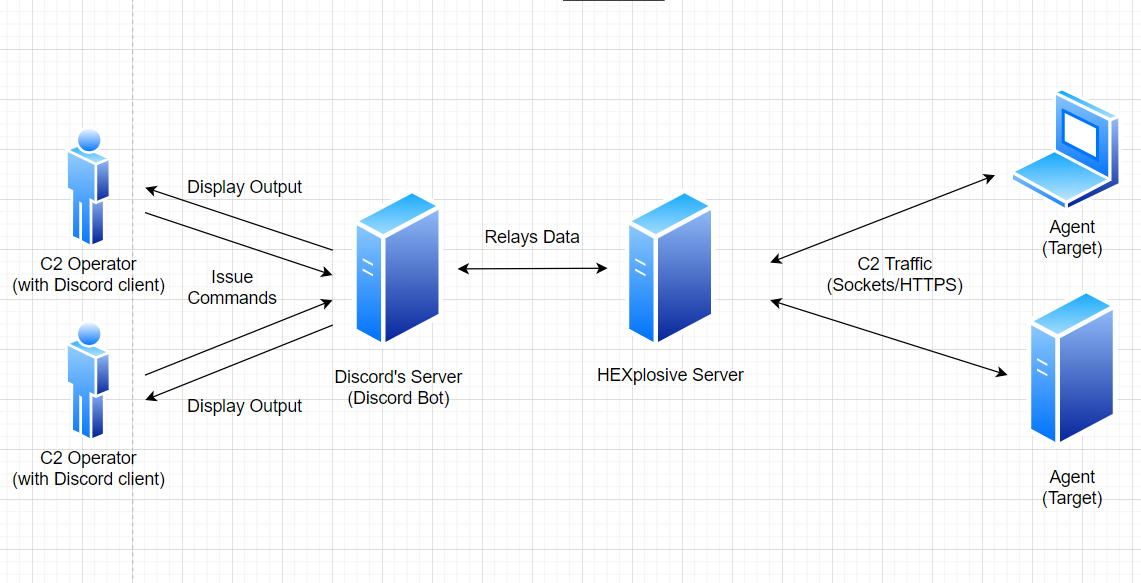 Display Output
C2 Operator
(with Discord client)
Issue
Commands
Relays Data
Discord's Server
(Discord Bot)
HEXplosive Server
C2 Traffic
(Sockets/HTTPS)
Agent
(Target)
Display Output
C2 Operator
(with Discord client)
Agent
(Target)